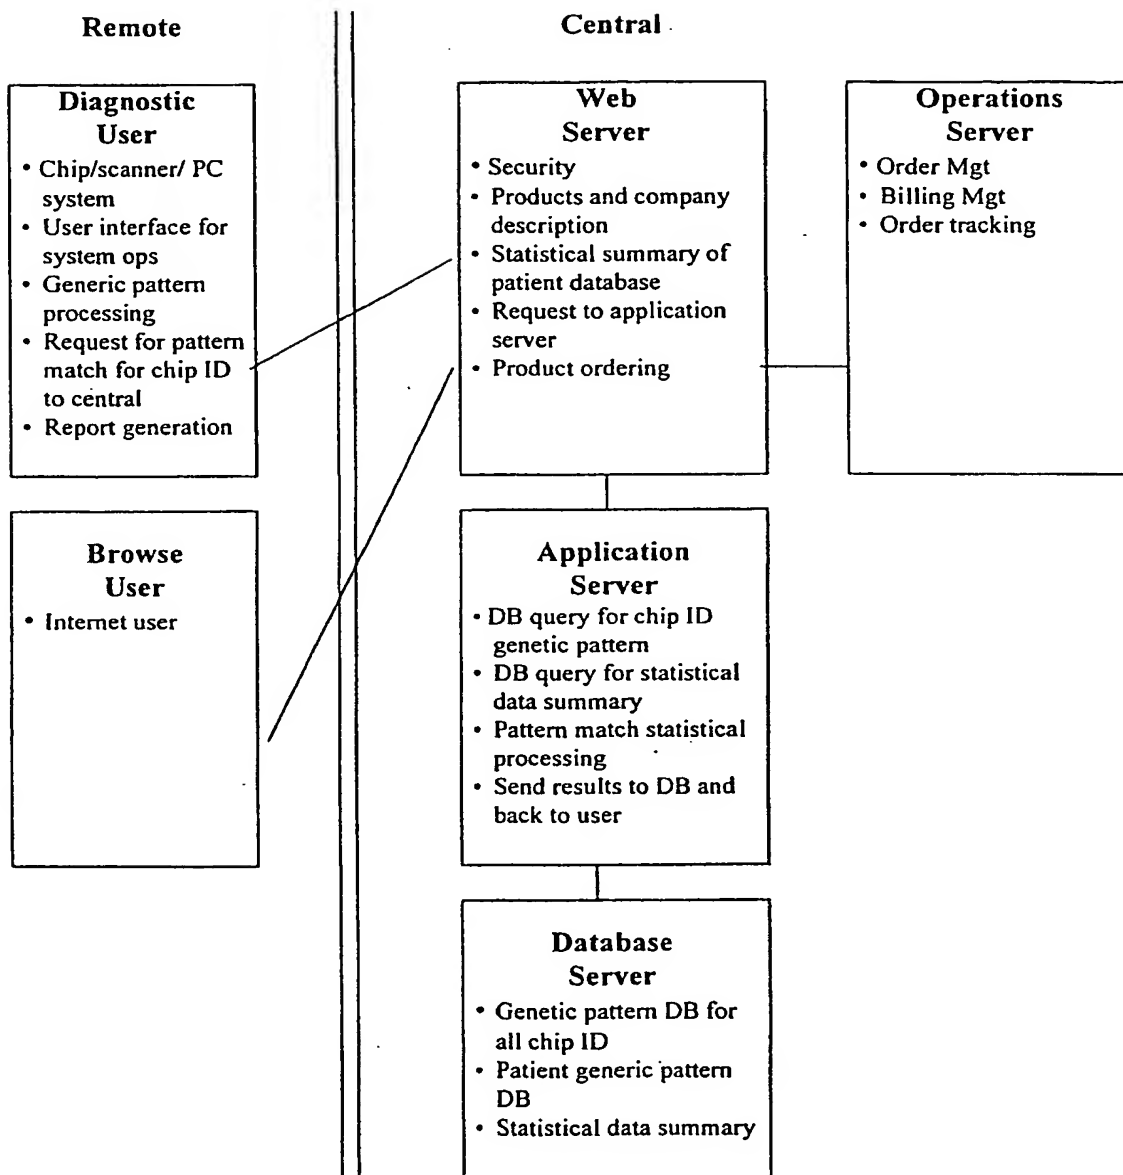 Remote
Central
Diagnostic
User
• Chip/scanner/ PC
system
• User interface for
system ops
• Generic pattern
processing
• Request for pattern
match for chip ID
to central
• Report generation
Web
Server
• Security
• Products and company
description
• Statistical summary of
patient database
• Request to application
server
• Product ordering
Operations
Server
• Order Mgt
• Billing Mgt
• Order tracking
Browse
User
• Internet user
Application
Server
• DB query for chip ID
genetic pattern
• DB query for statistical
data summary
• Pattern match statistical
processing
• Send results to DB and
back to user
Database
Server
• Genetic pattern DB for
all chip ID
• Patient generic pattern
DB
• Statistical data summary